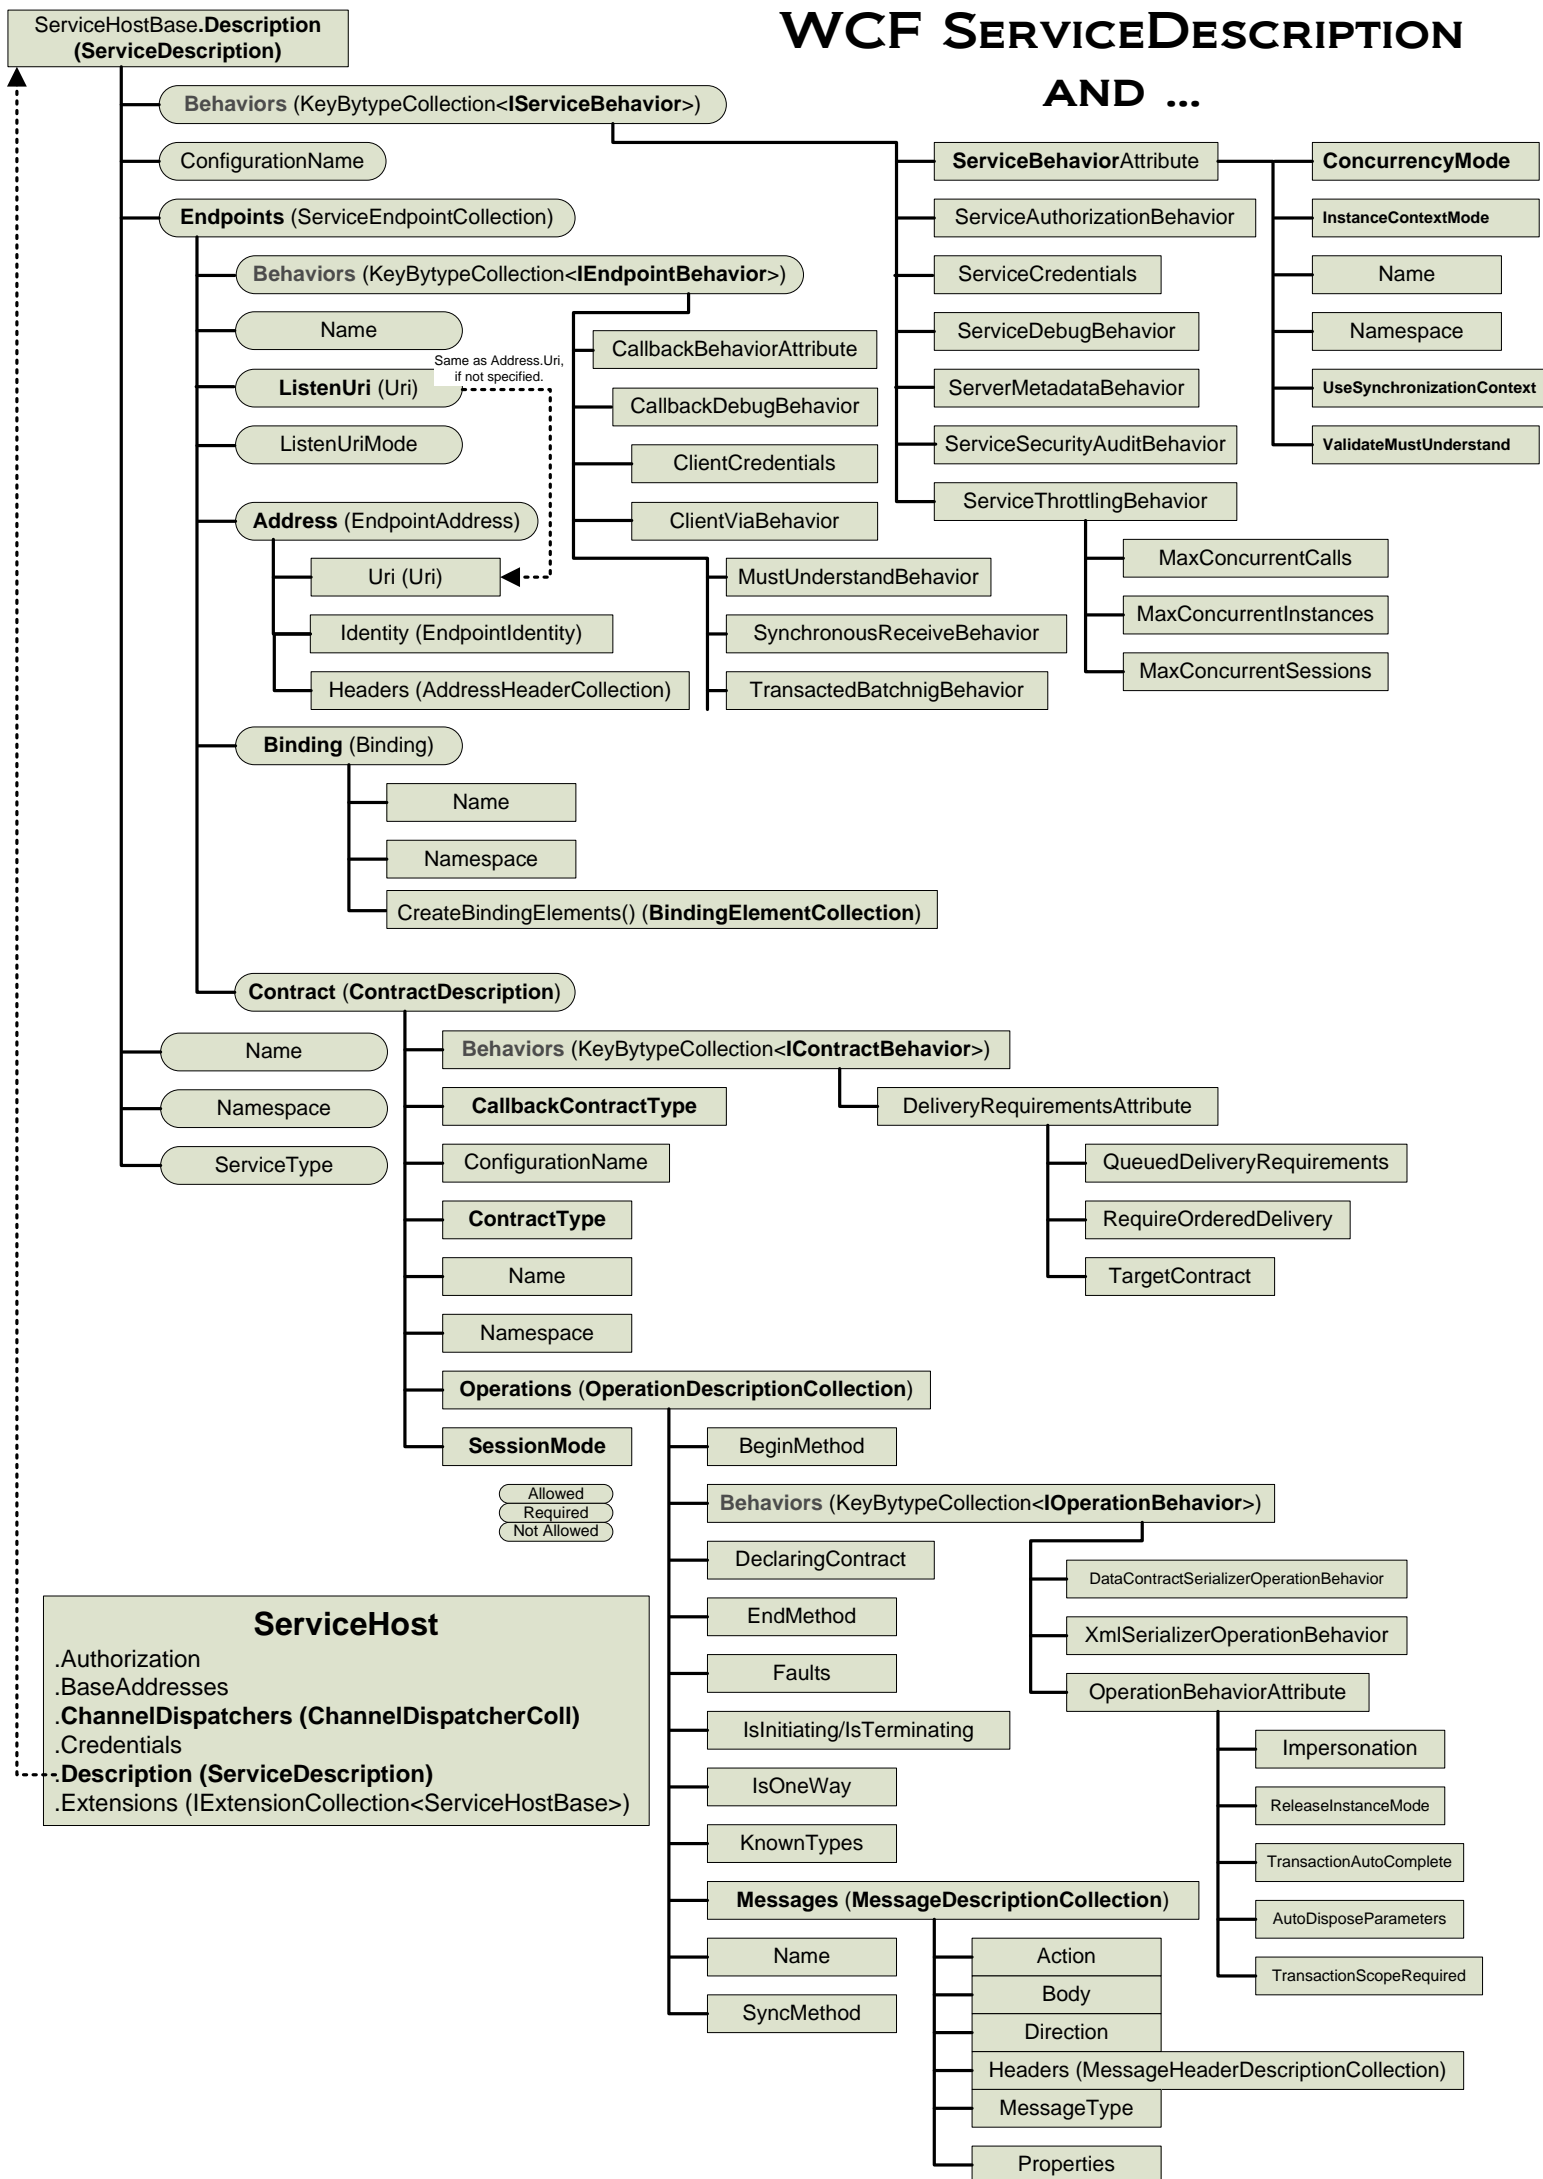 WCF ServiceDescription
and ...
ServiceHostBase.Description
(ServiceDescription)
Behaviors (KeyBytypeCollection<IServiceBehavior>)
ConfigurationName
Endpoints (ServiceEndpointCollection)
Behaviors (KeyBytypeCollection<IEndpointBehavior>)
Name
ListenUri (Uri)
Same as Address.Uri,
if not specified.
ListenUriMode
Address (EndpointAddress)
Uri (Uri)
Identity (EndpointIdentity)
Headers (AddressHeaderCollection)
CallbackBehaviorAttribute
CallbackDebugBehavior
ClientCredentials
ClientViaBehavior
MustUnderstandBehavior
SynchronousReceiveBehavior
TransactedBatchnigBehavior
ServiceBehaviorAttribute
ServiceAuthorizationBehavior
ServiceCredentials
ServiceDebugBehavior
ServerMetadataBehavior
ServiceSecurityAuditBehavior
ServiceThrottlingBehavior
MaxConcurrentCalls
MaxConcurrentInstances
MaxConcurrentSessions
ConcurrencyMode
InstanceContextMode
Name
Namespace
UseSynchronizationContext
ValidateMustUnderstand
Binding (Binding)
Name
Namespace
CreateBindingElements() (BindingElementCollection)
Contract (ContractDescription)
Name
Namespace
ServiceType
Behaviors (KeyBytypeCollection<IContractBehavior>)
CallbackContractType
ConfigurationName
ContractType
Name
Namespace
Operations (OperationDescriptionCollection)
SessionMode
DeliveryRequirementsAttribute
QueuedDeliveryRequirements
RequireOrderedDelivery
TargetContract
Allowed
Required
Not Allowed
BeginMethod
Behaviors (KeyBytypeCollection<IOperationBehavior>)
DeclaringContract
EndMethod
Faults
IsInitiating/IsTerminating
IsOneWay
KnownTypes
Messages (MessageDescriptionCollection)
Name
SyncMethod
DataContractSerializerOperationBehavior
XmlSerializerOperationBehavior
OperationBehaviorAttribute
Impersonation
ReleaseInstanceMode
TransactionAutoComplete
AutoDisposeParameters
TransactionScopeRequired
Action
Body
Direction
Headers (MessageHeaderDescriptionCollection)
MessageType
Properties
ServiceHost
.Authorization
.BaseAddresses
.ChannelDispatchers (ChannelDispatcherColl)
.Credentials
.Description (ServiceDescription)
.Extensions (IExtensionCollection<ServiceHostBase>)